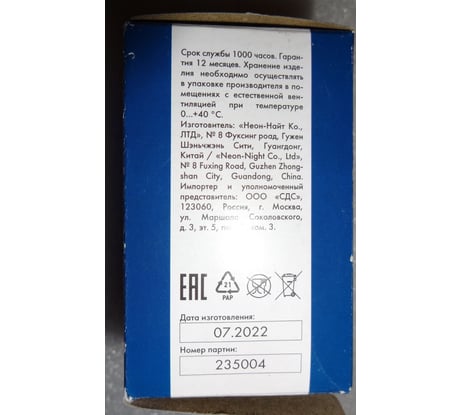 Срок службы 1000 часов. Гаран-
тия 12 месяцев. Хранение изде-
лия необходимо осуществлять
в упаковке производителя в по-
мещениях с естественной вен-
тиляцией при температуре
0...+40 °С.
Изготовитель: «Неон-Найт Ко.,
ЛТД», № 8 Фуксинг роад, Гужен
Шэньчжэнь Сити, Гуангдонг,
Китай / «Neon-Night Co., Ltd»,
№ 8 Fuxing Road, Guzhen Zhong-
shan City, Guandong, China.
Импортер и уполномоченный
представитель: ООО «СДС»,
123060, Россия, г. Москва,
ул. Маршала Соколовского,
д. 3, эт. 5, ком. 3.
EAC
21
PAP
Дата изготовления:
07.2022
Номер партии:
235004